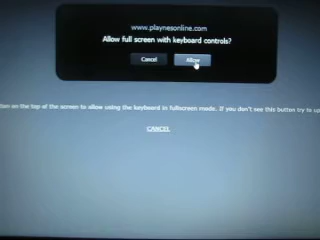 www.playnesonline.com
Allow full screen with keyboard controls?
Cancel Allow
on the top of the screen to allow using the keyboard in fullscreen mode. If you don't see this button try to
CANCEL